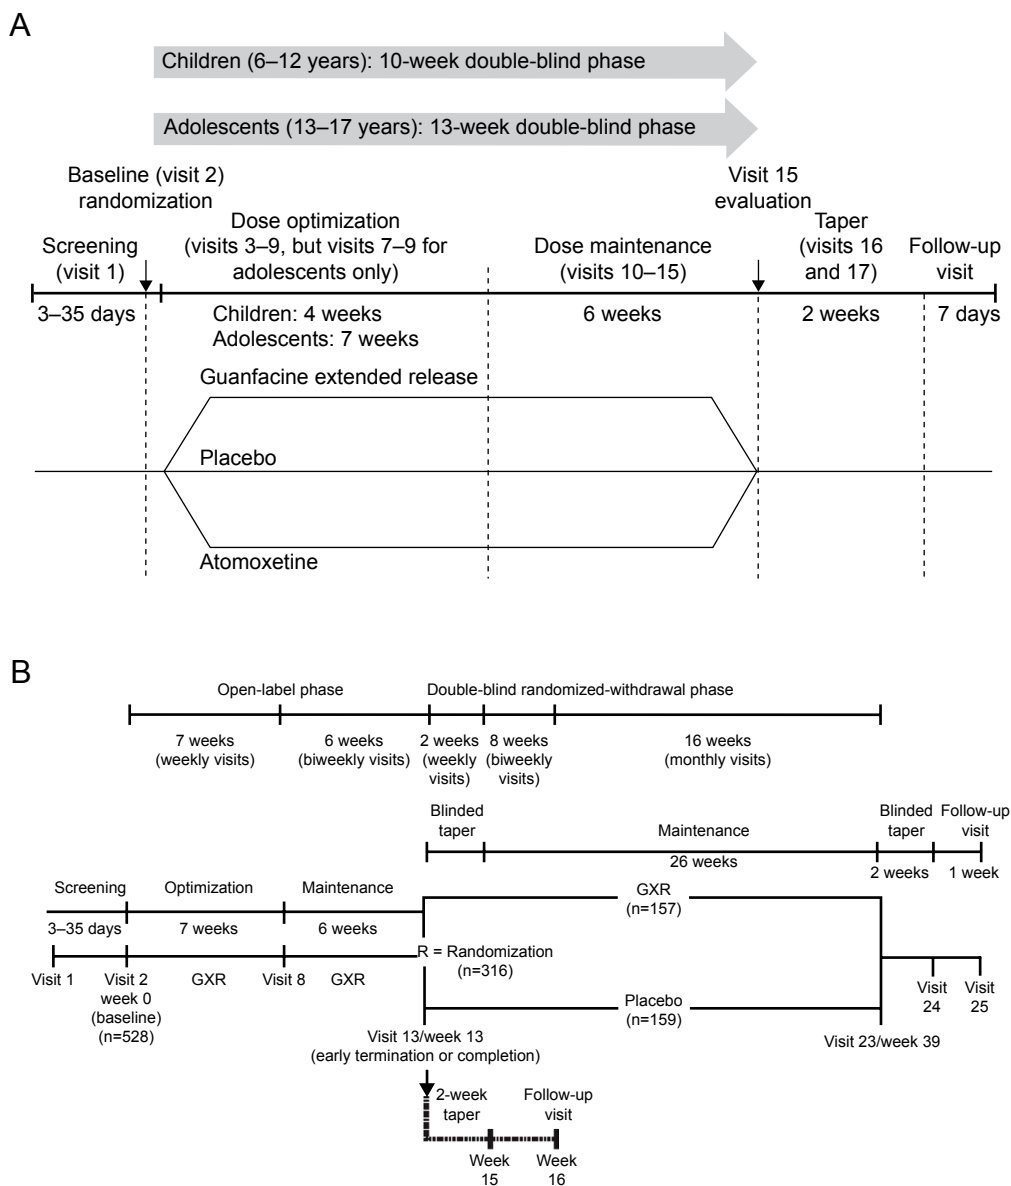 A
Children (6–12 years): 10-week double-blind phase
Adolescents (13–17 years): 13-week double-blind phase
Baseline (visit 2)
randomization
Visit 15
evaluation
Screening
(visit 1)
Dose optimization
(visits 3–9, but visits 7–9 for
adolescents only)
Dose maintenance
(visits 10–15)
Taper
(visits 16
and 17)
Follow-up
visit
3–35 days
Children: 4 weeks
Adolescents: 7 weeks
6 weeks
2 weeks
7 days
Guanfacine extended release
Placebo
Atomoxetine
B
Open-label phase
Double-blind randomized-withdrawal phase
7 weeks
(weekly visits)
6 weeks
(biweekly visits)
2 weeks
(weekly
visits)
8 weeks
(biweekly
visits)
16 weeks
(monthly visits)
Blinded
taper
Maintenance
26 weeks
Blinded
taper
2 weeks
Follow-up
visit
1 week
Screening
3–35 days
Optimization
7 weeks
Maintenance
6 weeks
GXR
(n=157)
R = Randomization
(n=316)
Visit 1
Visit 2
week 0
(baseline)
(n=528)
GXR
Visit 8
GXR
Placebo
(n=159)
Visit
24
Visit
25
Visit 13/week 13
(early termination or completion)
Visit 23/week 39
2-week
taper
Follow-up
visit
Week
15
Week
16